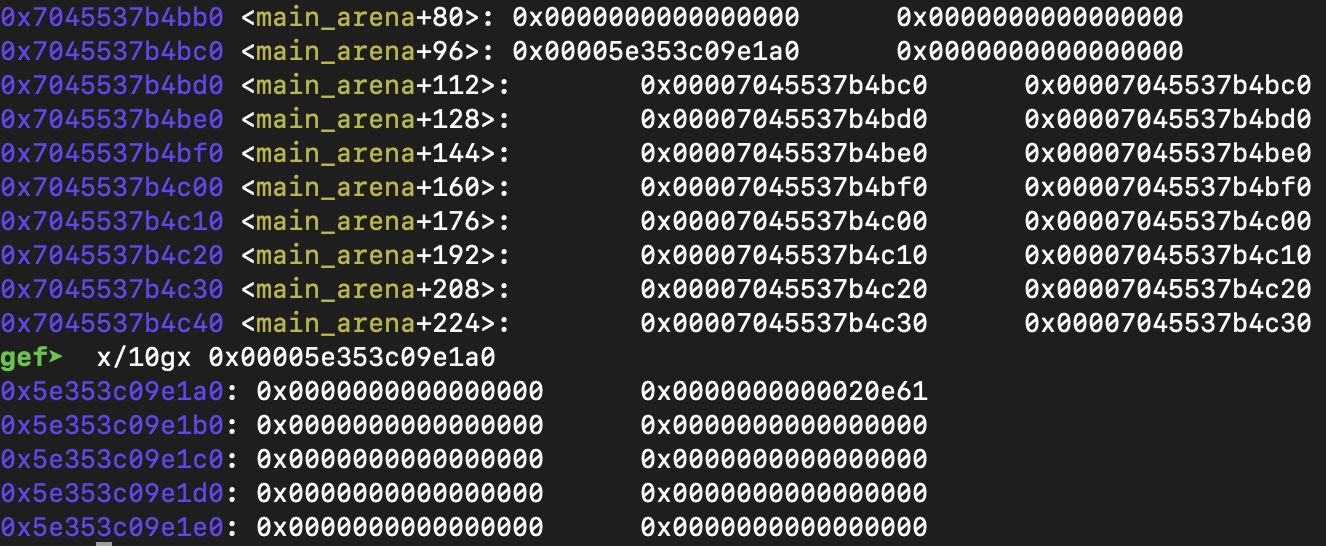 0x7045537b4bb0 <main_arena+80>: 0x0000000000000000 0x0000000000000000
0x7045537b4bc0 <main_arena+96>: 0x00005e353c09e1a0 0x0000000000000000
0x7045537b4bd0 <main_arena+112>: 0x00007045537b4bc0 0x00007045537b4bc0
0x7045537b4be0 <main_arena+128>: 0x00007045537b4bd0 0x00007045537b4bd0
0x7045537b4bf0 <main_arena+144>: 0x00007045537b4be0 0x00007045537b4be0
0x7045537b4c00 <main_arena+160>: 0x00007045537b4bf0 0x00007045537b4bf0
0x7045537b4c10 <main_arena+176>: 0x00007045537b4c00 0x00007045537b4c00
0x7045537b4c20 <main_arena+192>: 0x00007045537b4c10 0x00007045537b4c10
0x7045537b4c30 <main_arena+208>: 0x00007045537b4c20 0x00007045537b4c20
0x7045537b4c40 <main_arena+224>: 0x00007045537b4c30 0x00007045537b4c30
gef➤ x/10gx 0x00005e353c09e1a0
0x5e353c09e1a0: 0x0000000000000000 0x0000000000020e61
0x5e353c09e1b0: 0x0000000000000000 0x0000000000000000
0x5e353c09e1c0: 0x0000000000000000 0x0000000000000000
0x5e353c09e1d0: 0x0000000000000000 0x0000000000000000
0x5e353c09e1e0: 0x0000000000000000 0x0000000000000000